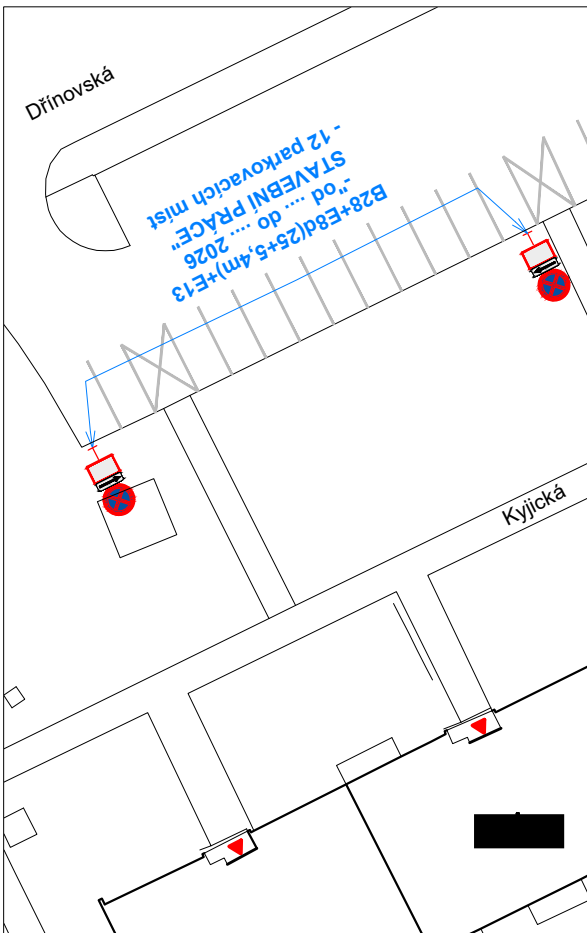 Dřínovská
B28+E8d(25+5,4m)+E13
-"od .... do .... 2026
STAVEBNÍ PRÁCE"
- 12 parkovacích míst
Kyjická